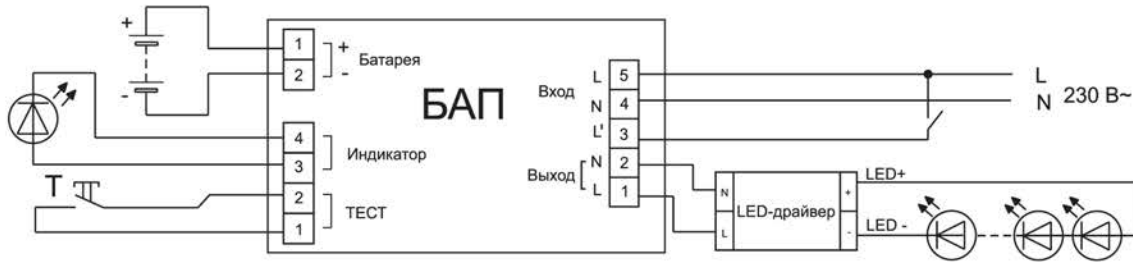 +
-
1
2
+
-
Батарея
4
3
Индикатор
2
1
ТЕСТ
T
БАП
Вход
L
N
L'
5
4
3
Выход
N
L
2
1
L
N
230 В~
N
L
LED-драйвер
+
-
LED+
LED -